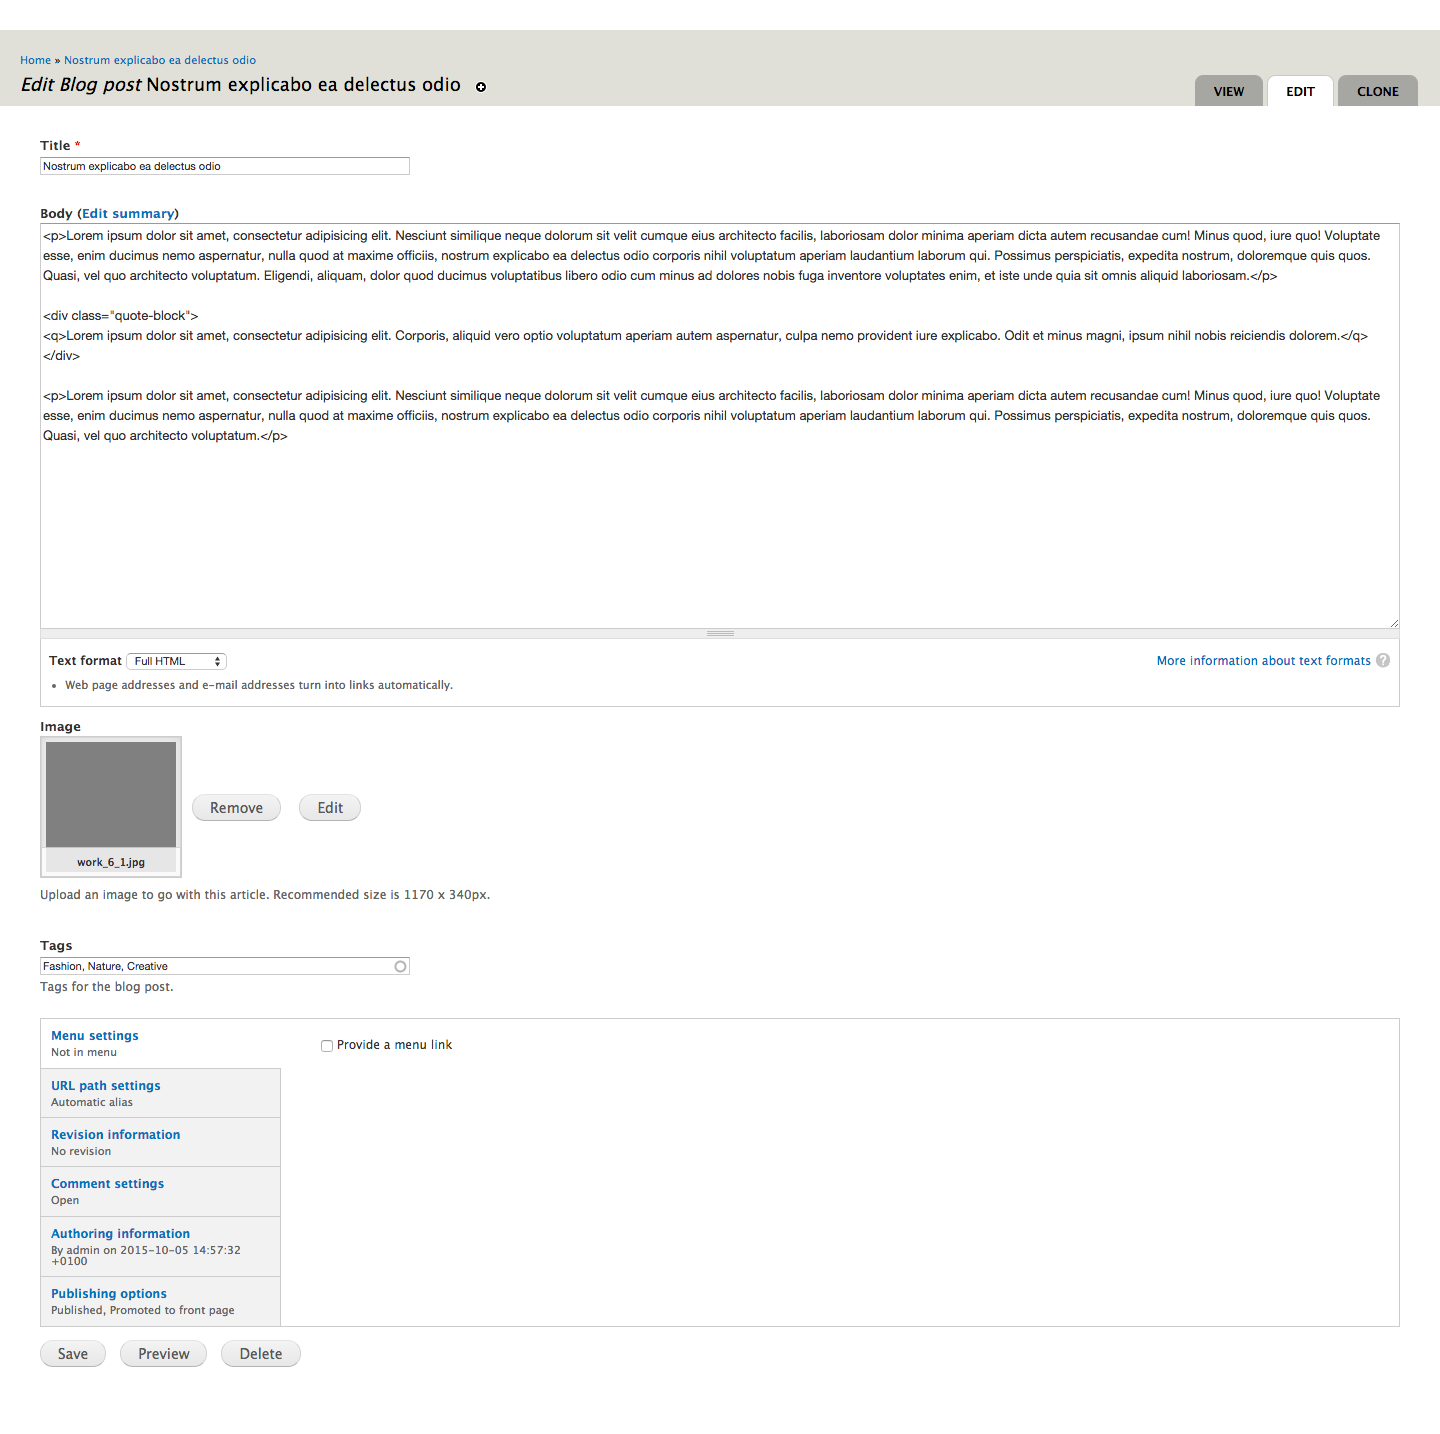 Home » Nostrum explicabo ea delectus odio
Edit Blog post Nostrum explicabo ea delectus odio
VIEW
EDIT
CLONE
Title *
Nostrum explicabo ea delectus odio
Body (Edit summary)
<p>Lorem ipsum dolor sit amet, consectetur adipisicing elit. Nesciunt similique neque dolorum sit velit cumque eius architecto facilis, laboriosam dolor minima aperiam dicta autem recusandae cum! Minus quod, iure quo! Voluptate
esse, enim ducimus nemo aspernatur, nulla quod at maxime officiis, nostrum explicabo ea delectus odio corporis nihil voluptatum aperiam laudantium laborum qui. Possimus perspiciatis, expedita nostrum, doloremque quis quos.
Quasi, vel quo architecto voluptatum. Eligendi, aliquam, dolor quod ducimus voluptatibus libero odio cum minus ad dolores nobis fuga inventore voluptates enim, et iste unde quia sit omnis aliquid laboriosam.</p>
<div class="quote-block">
<q>Lorem ipsum dolor sit amet, consectetur adipisicing elit. Corporis, aliquid vero optio voluptatum aperiam autem aspernatur, culpa nemo provident iure explicabo. Odit et minus magni, ipsum nihil nobis reiciendis dolorem.</q>
</div>
<p>Lorem ipsum dolor sit amet, consectetur adipisicing elit. Nesciunt similique neque dolorum sit velit cumque eius architecto facilis, laboriosam dolor minima aperiam dicta autem recusandae cum! Minus quod, iure quo! Voluptate
esse, enim ducimus nemo aspernatur, nulla quod at maxime officiis, nostrum explicabo ea delectus odio corporis nihil voluptatum aperiam laudantium laborum qui. Possimus perspiciatis, expedita nostrum, doloremque quis quos.
Quasi, vel quo architecto voluptatum.</p>
Text format Full HTML
More information about text formats ?
• Web page addresses and e-mail addresses turn into links automatically.
Image
work_6_1.jpg
Remove
Edit
Upload an image to go with this article. Recommended size is 1170 x 340px.
Tags
Fashion, Nature, Creative
Tags for the blog post.
Menu settings
Not in menu
Provide a menu link
URL path settings
Automatic alias
Revision information
No revision
Comment settings
Open
Authoring information
By admin on 2015-10-05 14:57:32
+0100
Publishing options
Published, Promoted to front page
Save
Preview
Delete